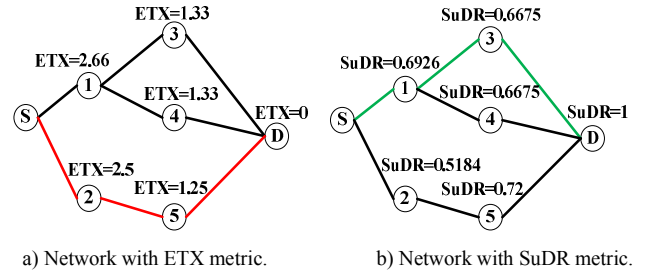 ETX=1.33
3
ETX=2.66
1
ETX=1.33
4
ETX=0
S
D
ETX=2.5
2
ETX=1.25
5
a) Network with ETX metric.
SuDR=0.6675
3
SuDR=0.6926
1
SuDR=0.6675
4
SuDR=1
S
D
SuDR=0.5184
2
SuDR=0.72
5
b) Network with SuDR metric.